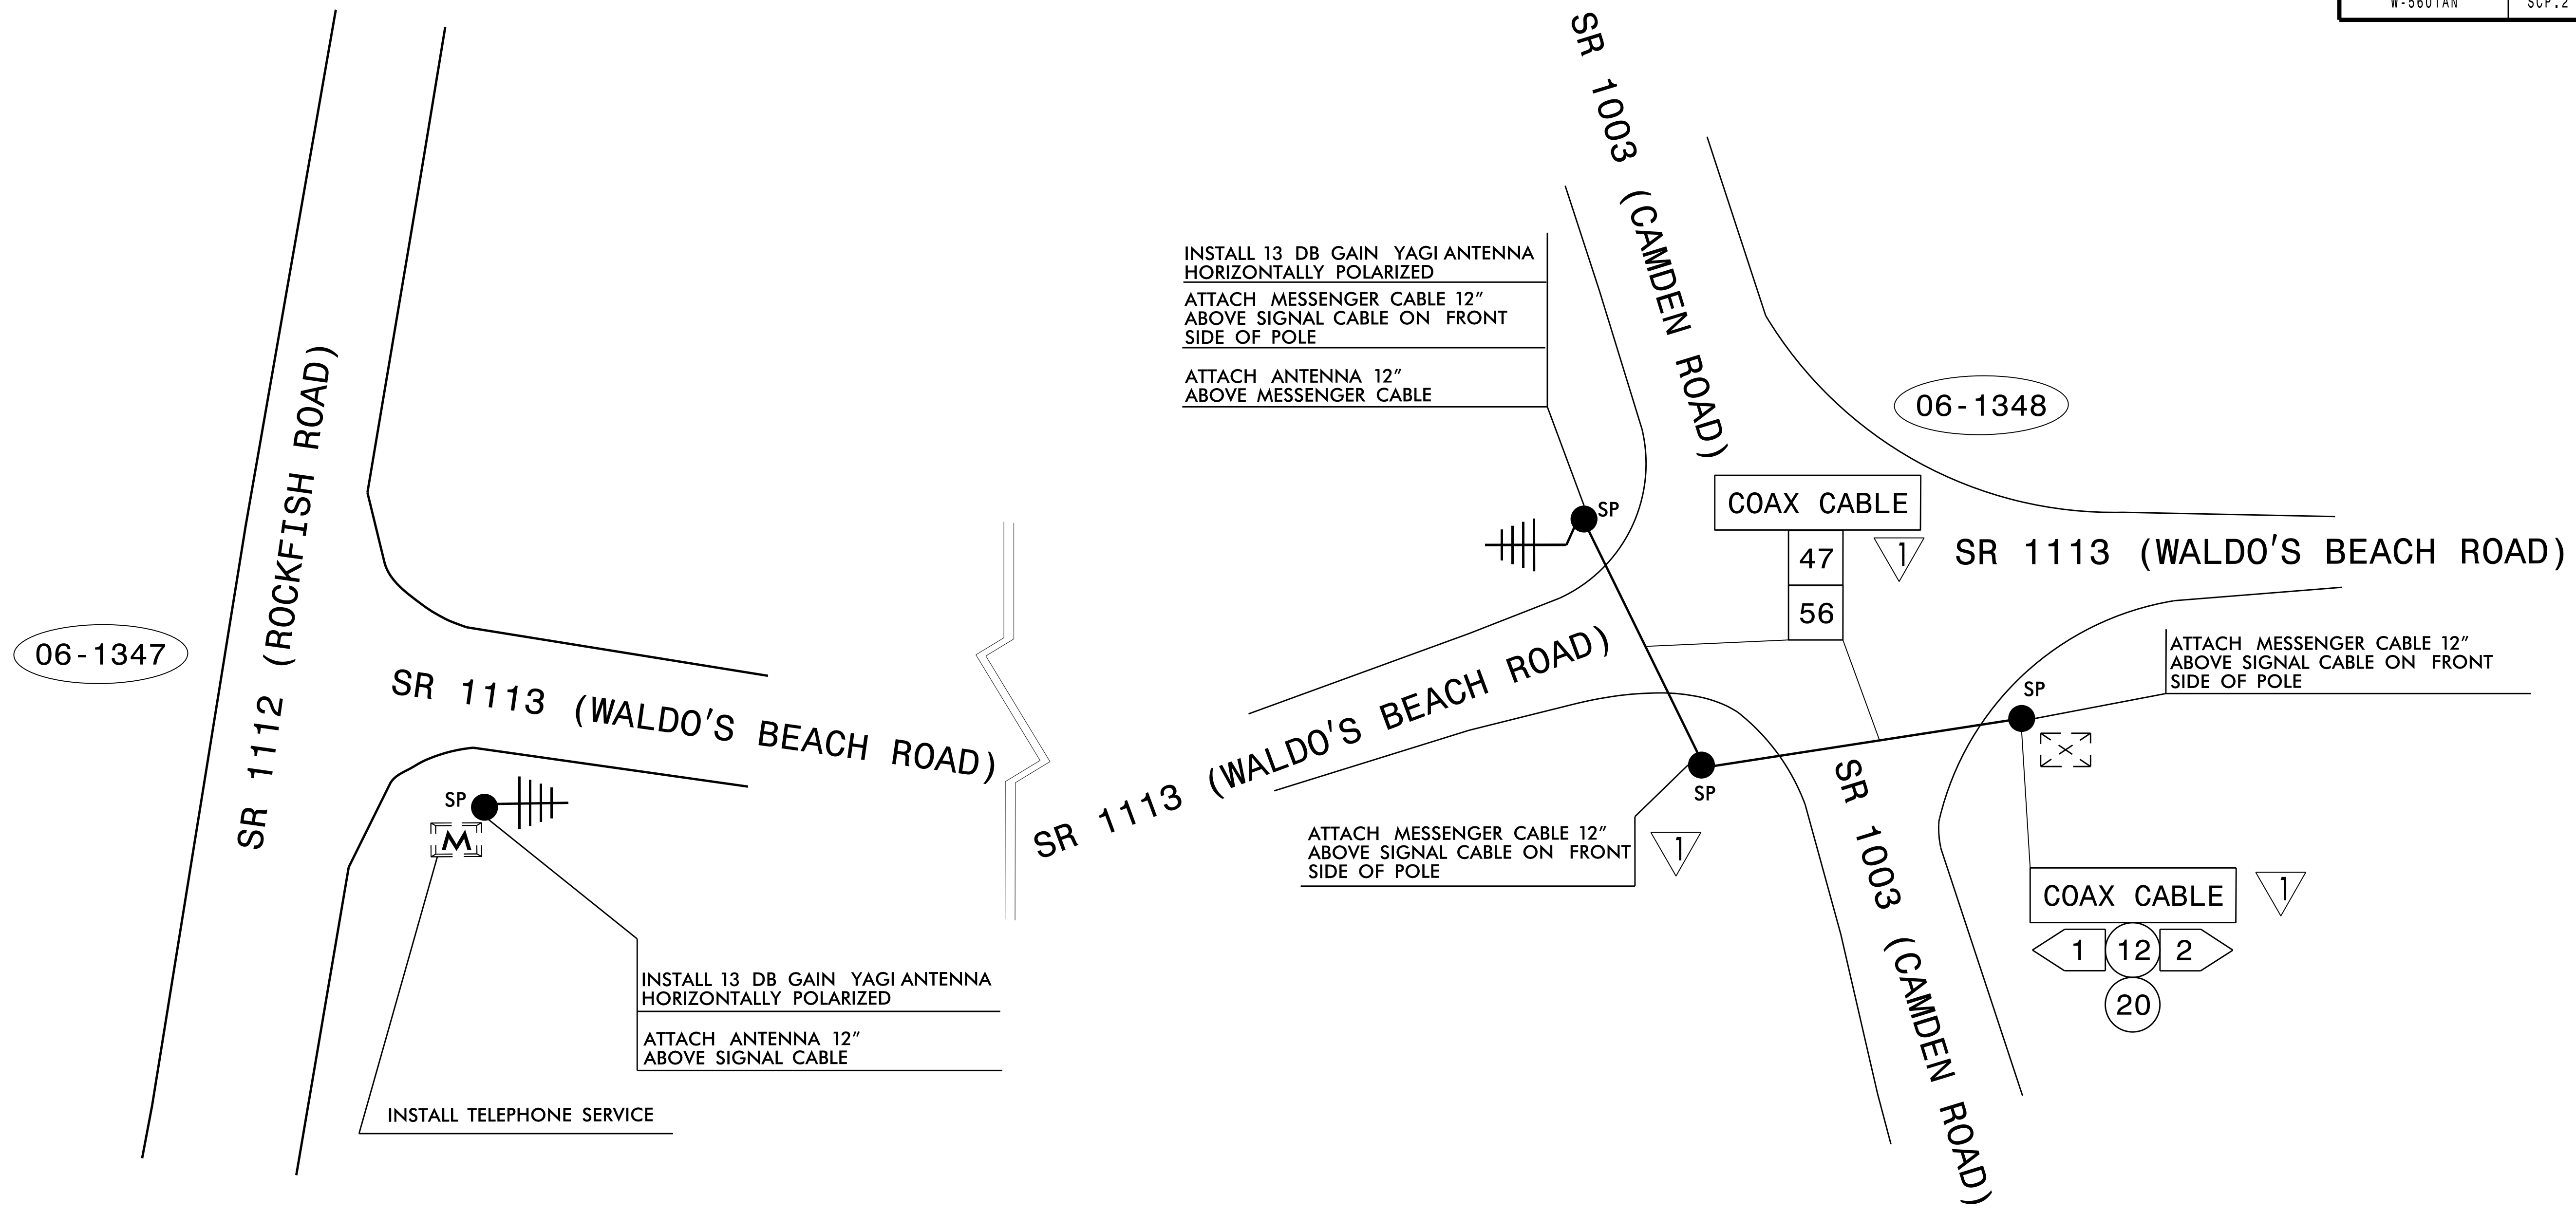 W-5601AN SCP.2
SR 1112 (ROCKFISH ROAD)
06-1347
SR 1113 (WALDO'S BEACH ROAD)
SP
M
INSTALL 13 DB GAIN YAGI ANTENNA
HORIZONTALLY POLARIZED
ATTACH ANTENNA 12"
ABOVE SIGNAL CABLE
INSTALL TELEPHONE SERVICE
SR 1003 (CAMDEN ROAD)
INSTALL 13 DB GAIN YAGI ANTENNA
HORIZONTALLY POLARIZED
ATTACH MESSENGER CABLE 12"
ABOVE SIGNAL CABLE ON FRONT
SIDE OF POLE
ATTACH ANTENNA 12"
ABOVE MESSENGER CABLE
SP
06-1348
COAX CABLE
47
56
1
SR 1113 (WALDO'S BEACH ROAD)
SR 1113 (WALDO'S BEACH ROAD)
ATTACH MESSENGER CABLE 12"
ABOVE SIGNAL CABLE ON FRONT
SIDE OF POLE
SP
SP
ATTACH MESSENGER CABLE 12"
ABOVE SIGNAL CABLE ON FRONT
SIDE OF POLE
1
SR 1003 (CAMDEN ROAD)
COAX CABLE
1
1 12 2
20